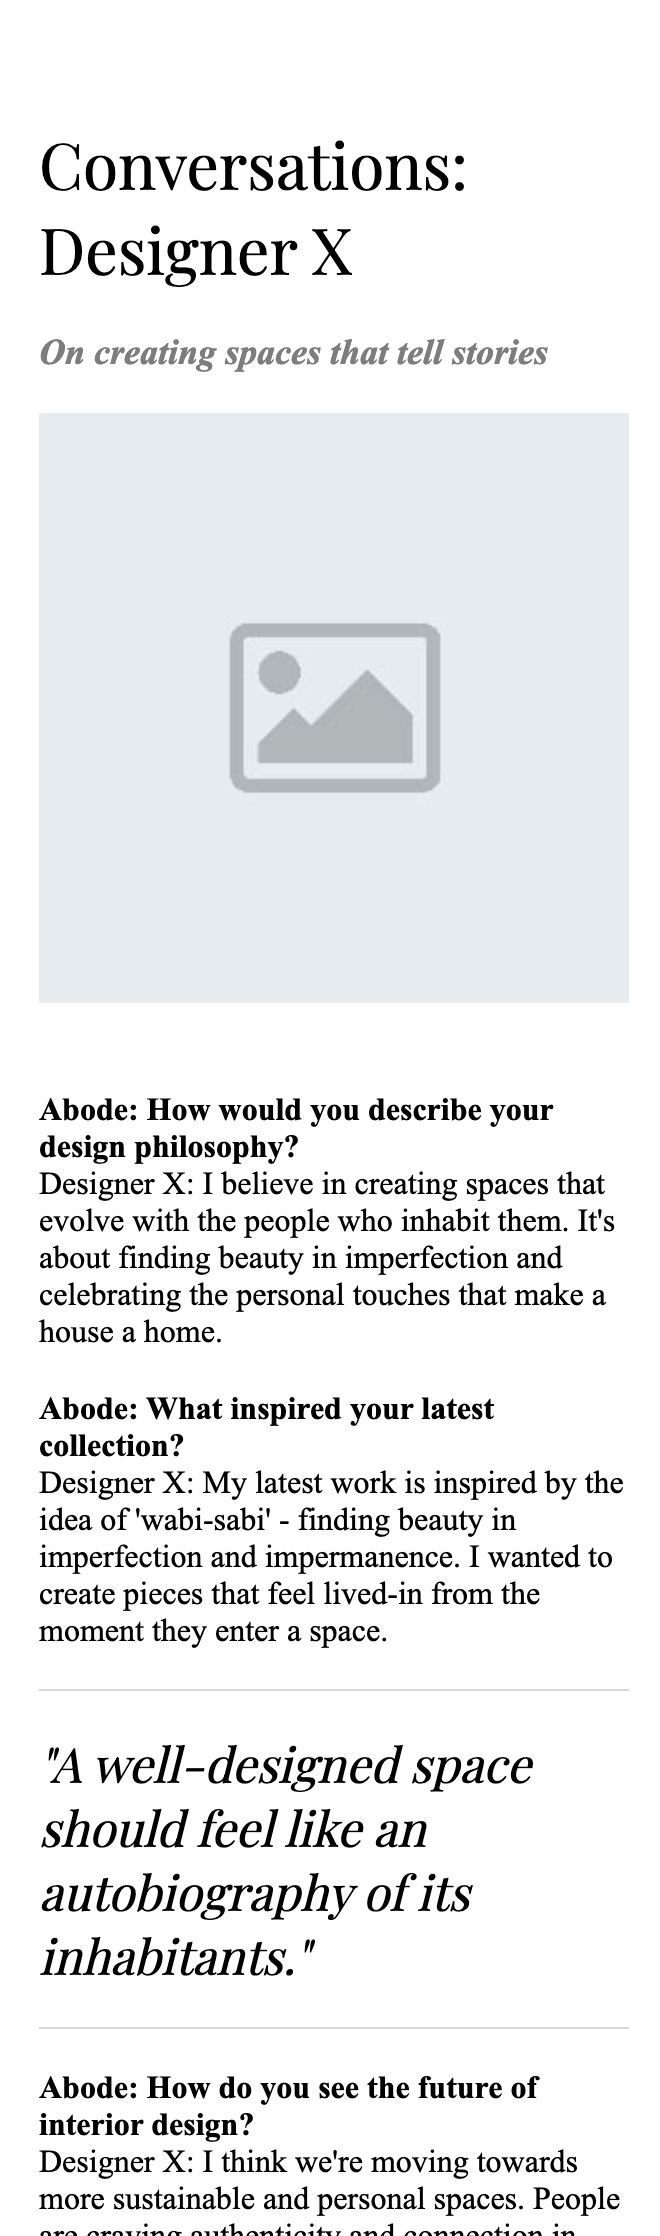 Conversations:
Designer X
On creating spaces that tell stories
Abode: How would you describe your
design philosophy?
Designer X: I believe in creating spaces that
evolve with the people who inhabit them. It's
about finding beauty in imperfection and
celebrating the personal touches that make a
house a home.
Abode: What inspired your latest
collection?
Designer X: My latest work is inspired by the
idea of 'wabi-sabi' - finding beauty in
imperfection and impermanence. I wanted to
create pieces that feel lived-in from the
moment they enter a space.
"A well-designed space
should feel like an
autobiography of its
inhabitants."
Abode: How do you see the future of
interior design?
Designer X: I think we're moving towards
more sustainable and personal spaces. People
are craving authenticity and connection in